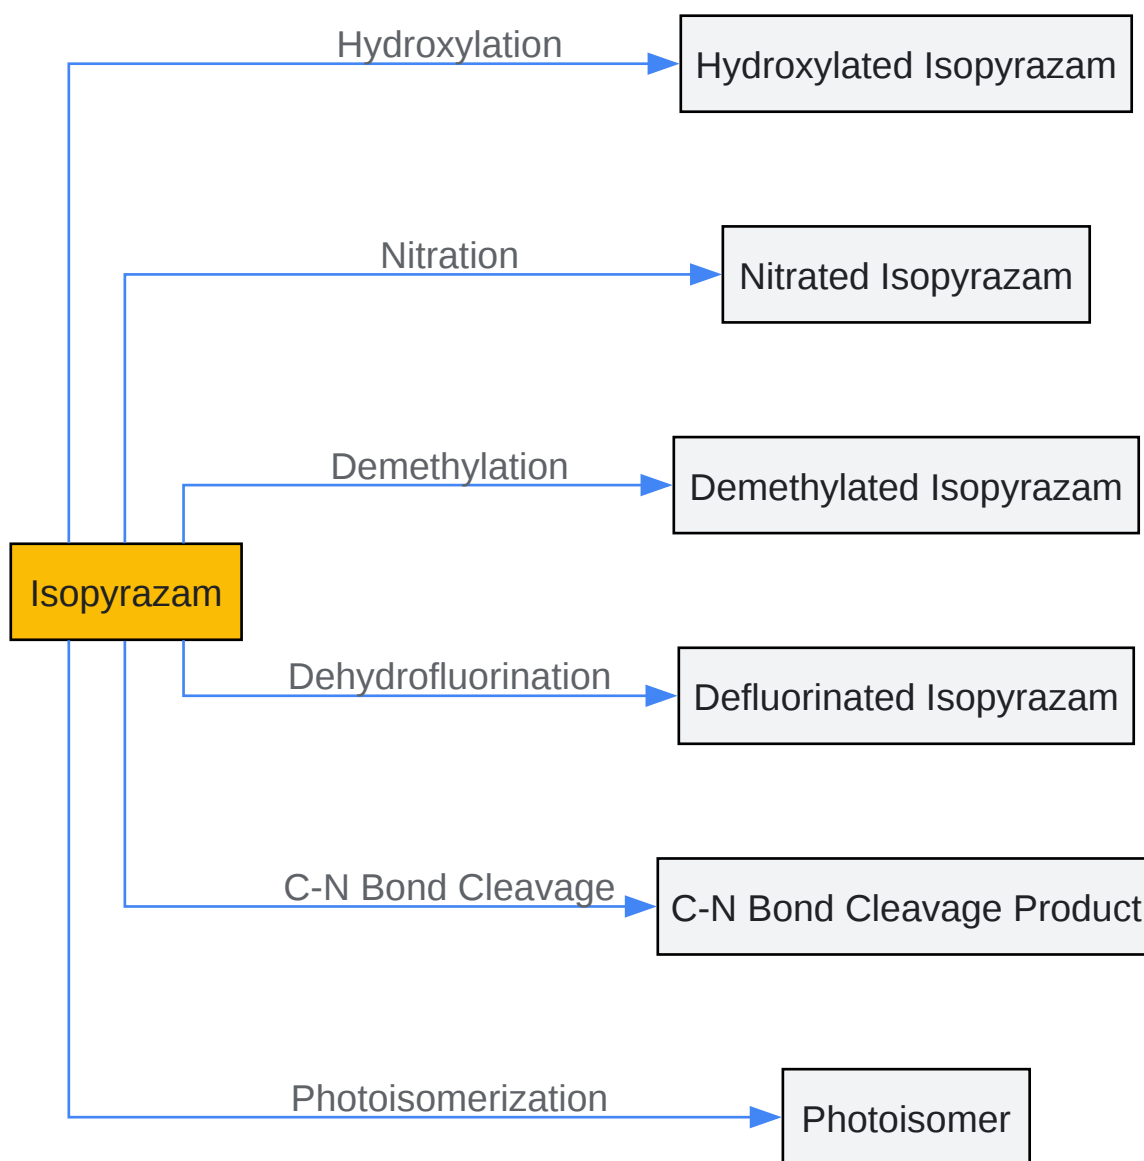 Hydroxylation
Hydroxylated Isopyrazam
Nitration
Nitrated Isopyrazam
Demethylation
Demethylated Isopyrazam
Isopyrazam
Dehydrofluorination
Defluorinated Isopyrazam
C-N Bond Cleavage
C-N Bond Cleavage Product
Photoisomerization
Photoisomer